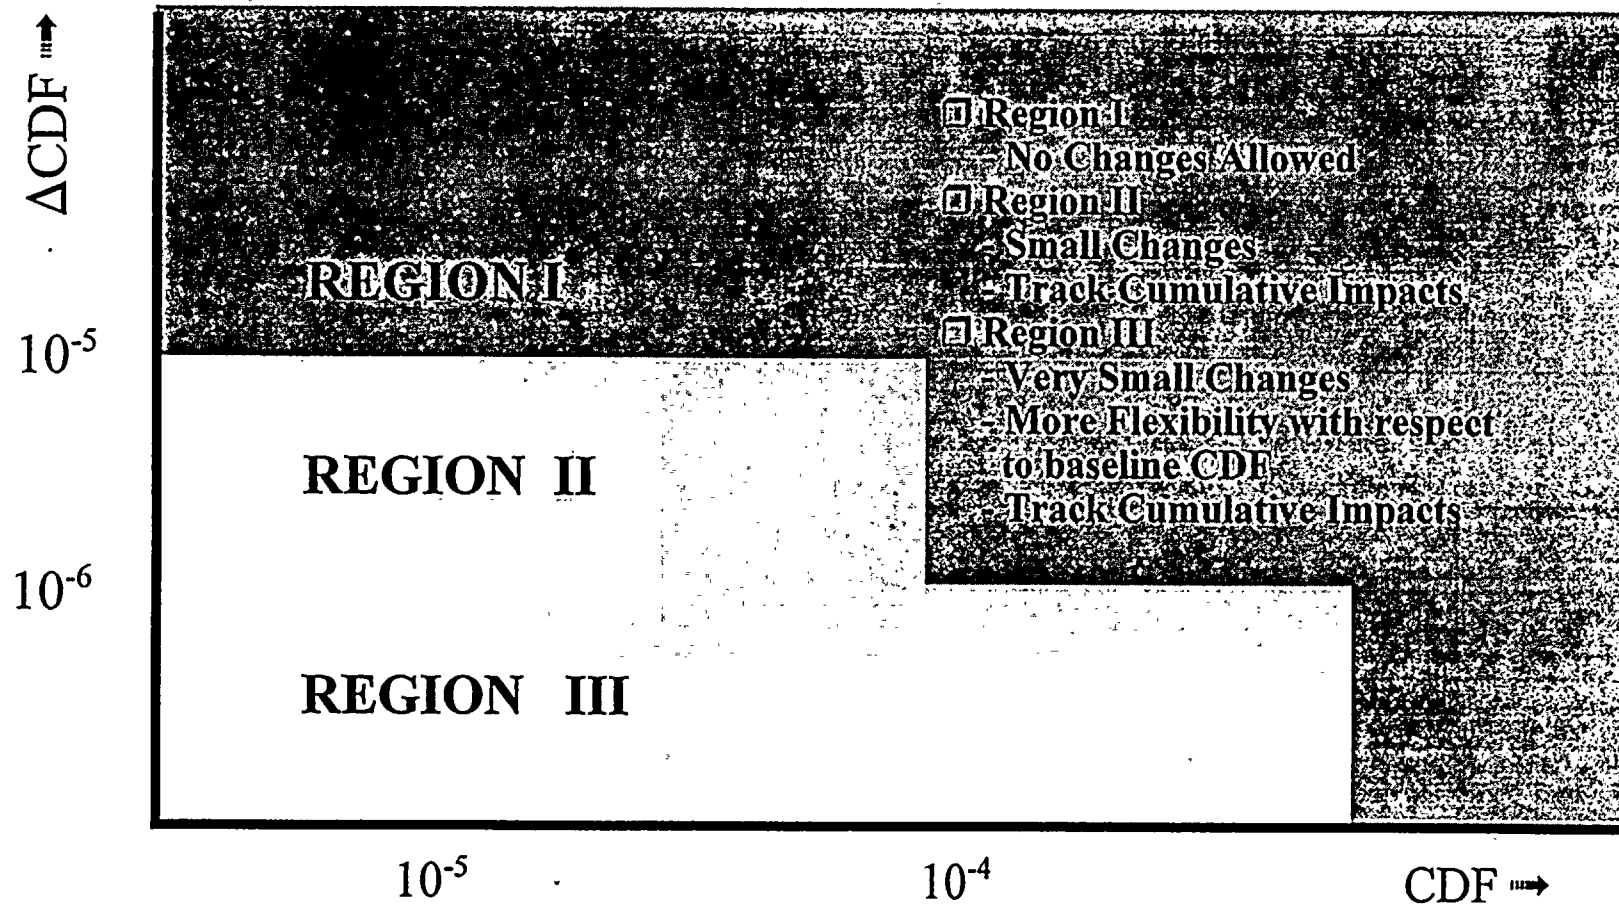 ΔCDF →
❐ Region I
- No Changes Allowed
❐ Region II
- Small Changes
- Track Cumulative Impacts
❐ Region III
- Very Small Changes
- More Flexibility with respect
to baseline CDF
- Track Cumulative Impacts
REGION I
10⁻⁵
REGION II
10⁻⁶
REGION III
10⁻⁵
10⁻⁴
CDF →